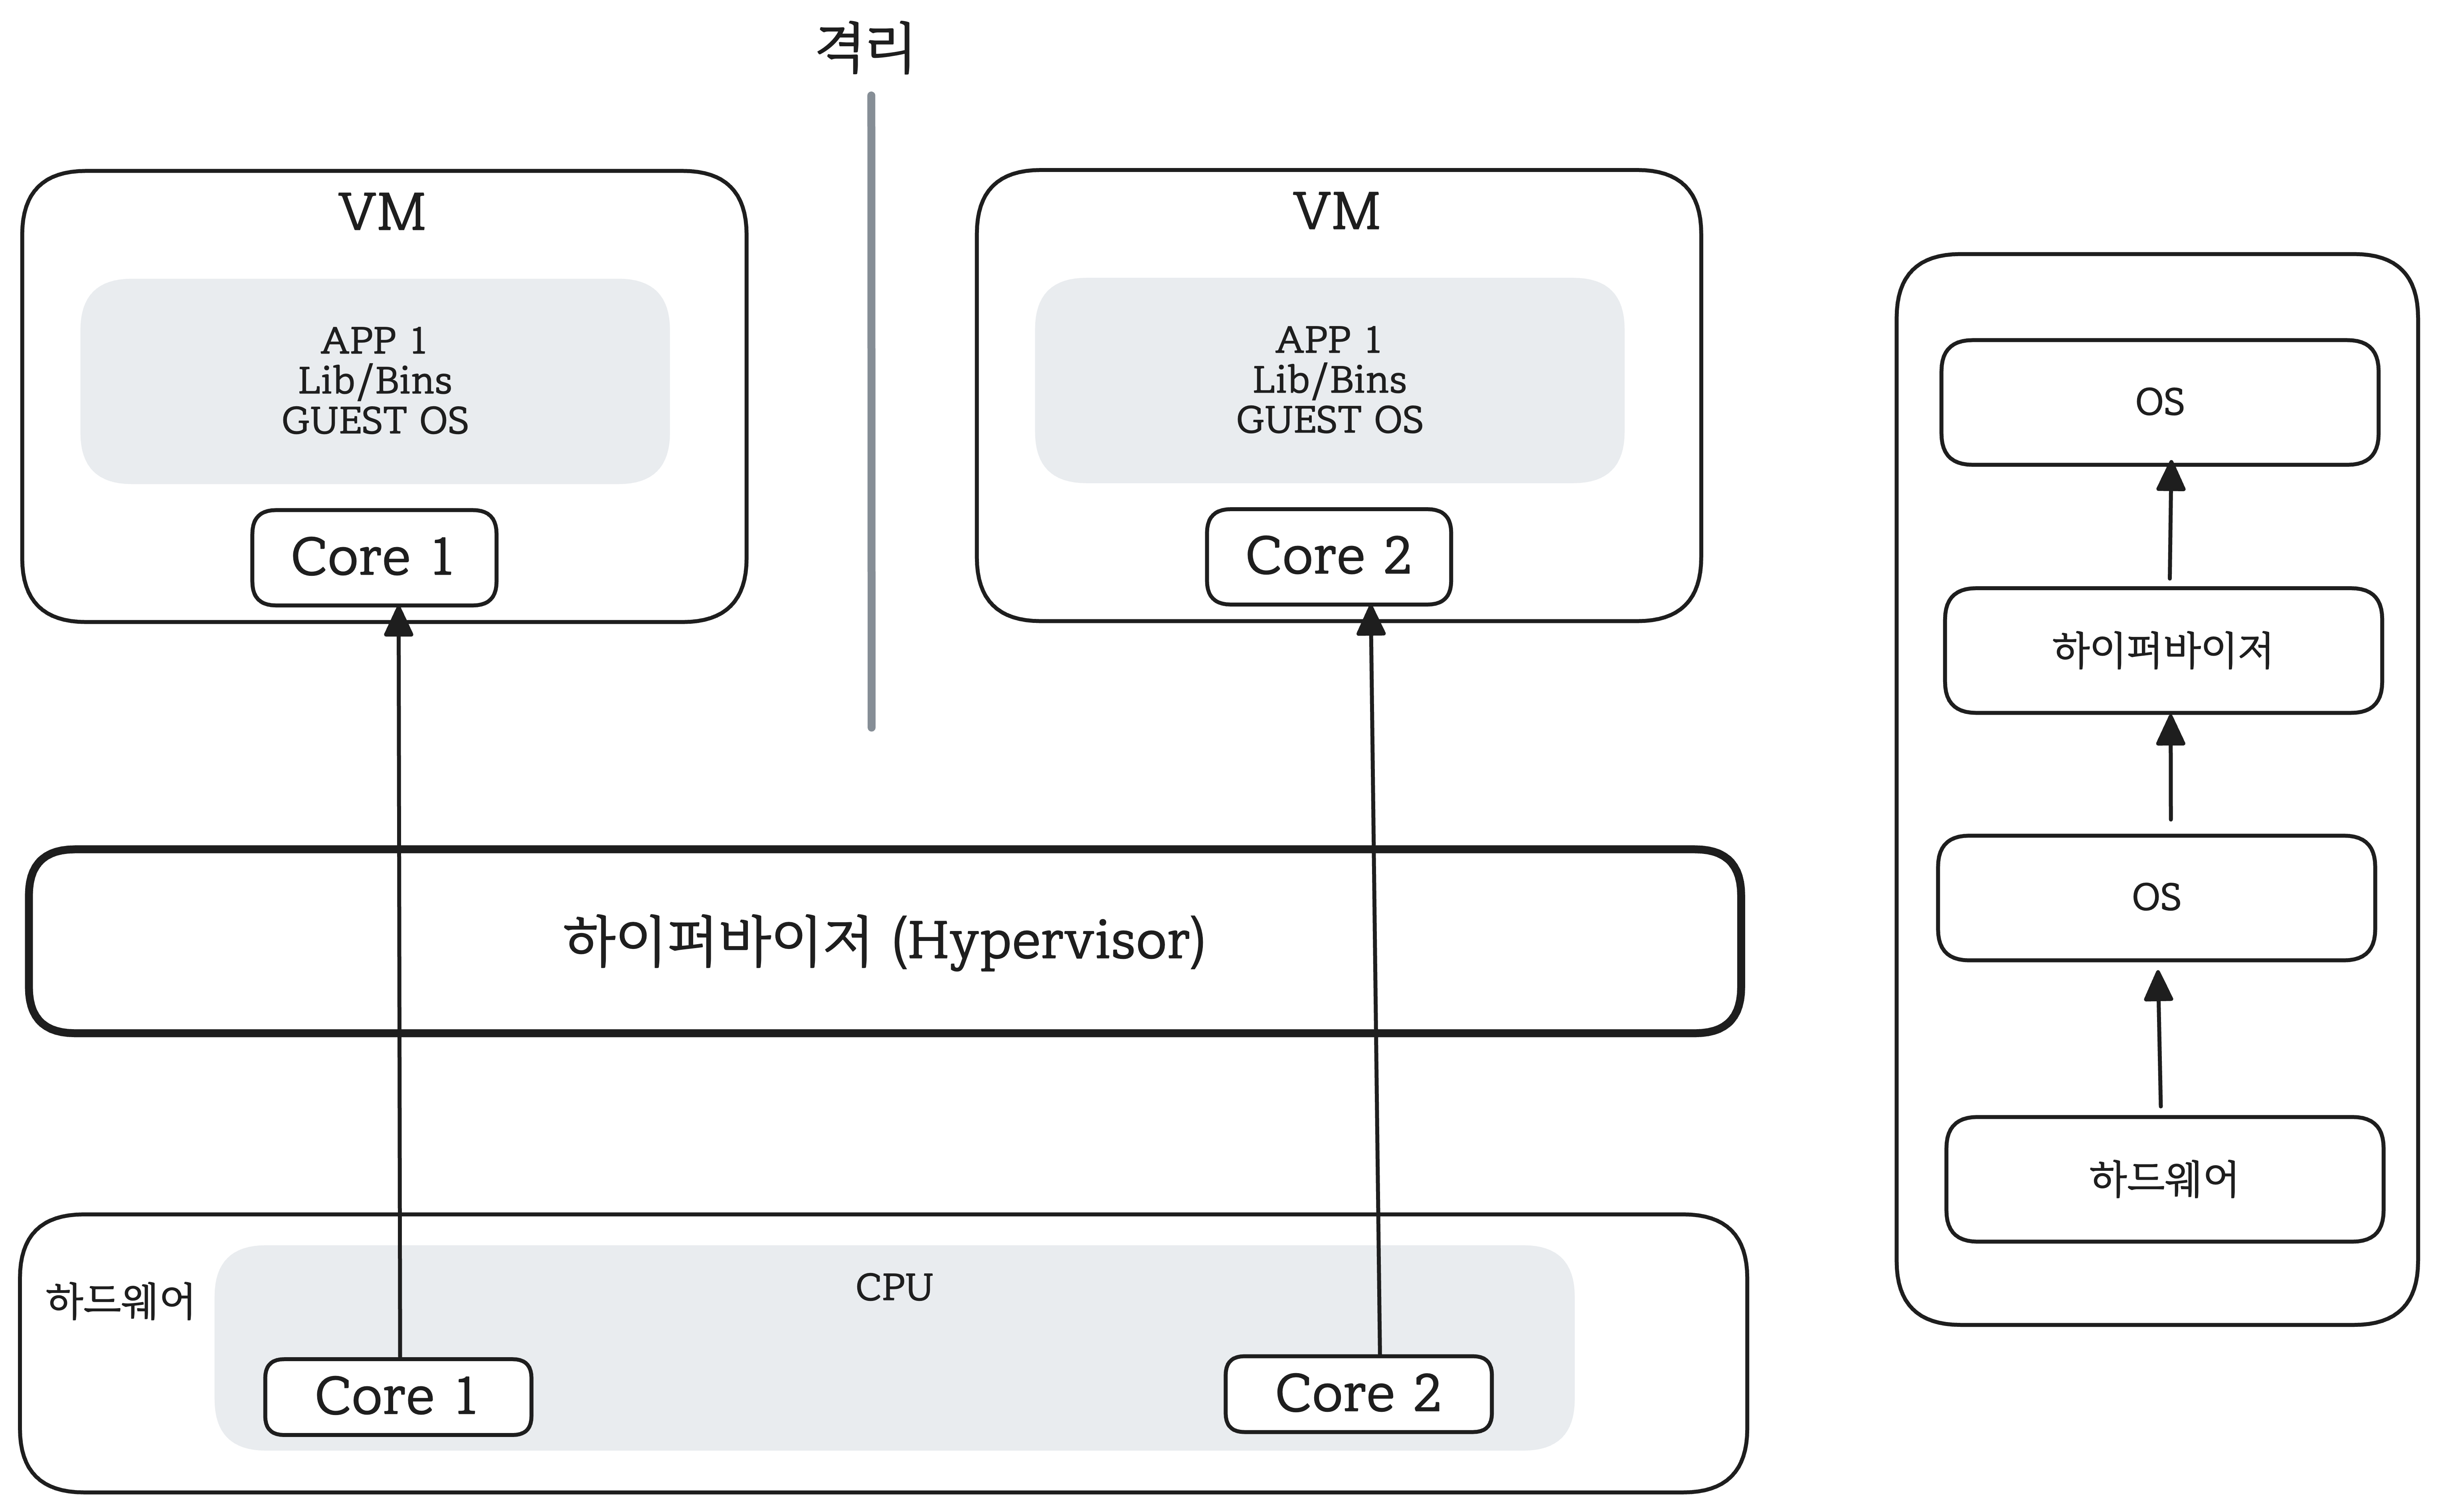 격리
VM
APP 1
Lib/Bins
GUEST OS
Core 1
VM
APP 1
Lib/Bins
GUEST OS
Core 2
하이퍼바이저 (Hypervisor)
하드웨어
CPU
Core 1
Core 2
OS
하이퍼바이저
OS
하드웨어